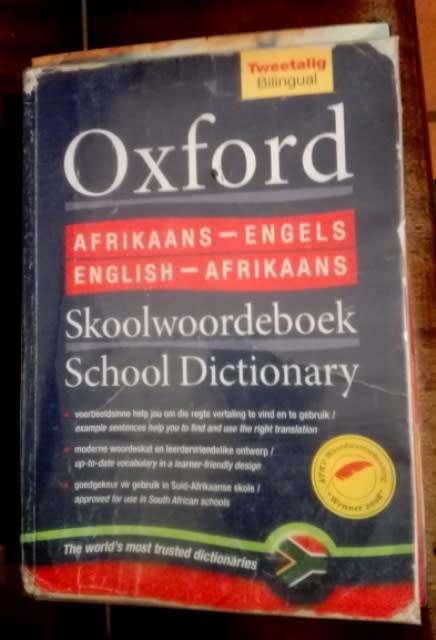 Tweetalig
Bilingual
Oxford
AFRIKAANS – ENGELS
ENGLISH – AFRIKAANS
Skoolwoordeboek
School Dictionary
voorbeeldsinne help jou om die regte vertaling te vind en te gebruik /
example sentences help you to find and use the right translation
moderne woordeskat en leerdervriendelike ontwerp /
up-to-date vocabulary in a learner-friendly design
goedgekeur vir gebruik in Suid-Afrikaanse skole /
approved for use in South African schools
The world's most trusted dictionaries